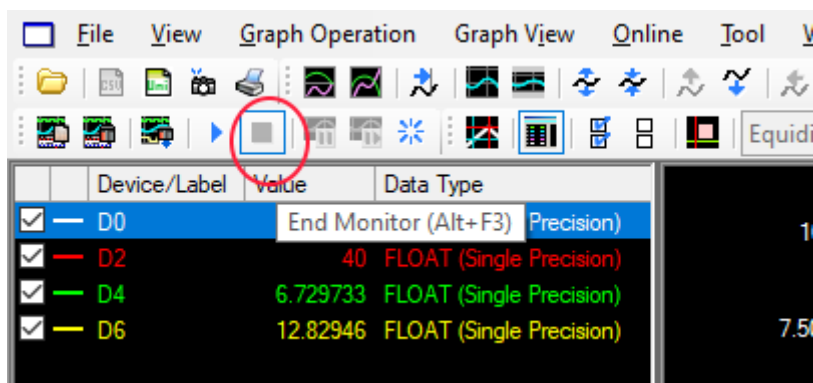 File View Graph Operation Graph View Online Tool
CSV Umi
Equidi
Device/Label Value Data Type
D0 Precision)
End Monitor (Alt+F3)
D2 40 FLOAT (Single Precision)
D4 6.729733 FLOAT (Single Precision)
D6 12.82946 FLOAT (Single Precision)
7.5